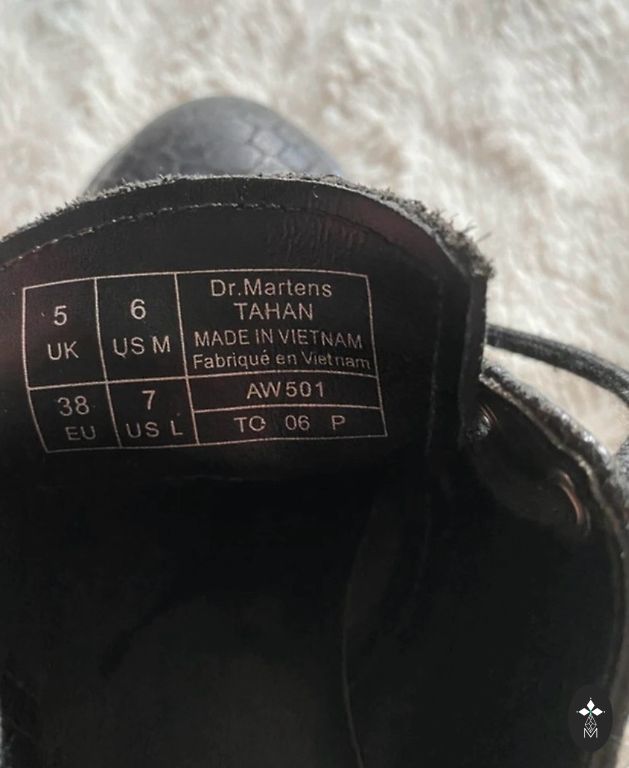 5
UK
6
US M
38
EU
7
US L
Dr.Martens
TAHAN
MADE IN VIETNAM
Fabriqué en Vietnam
AW501
TO 06 P
M